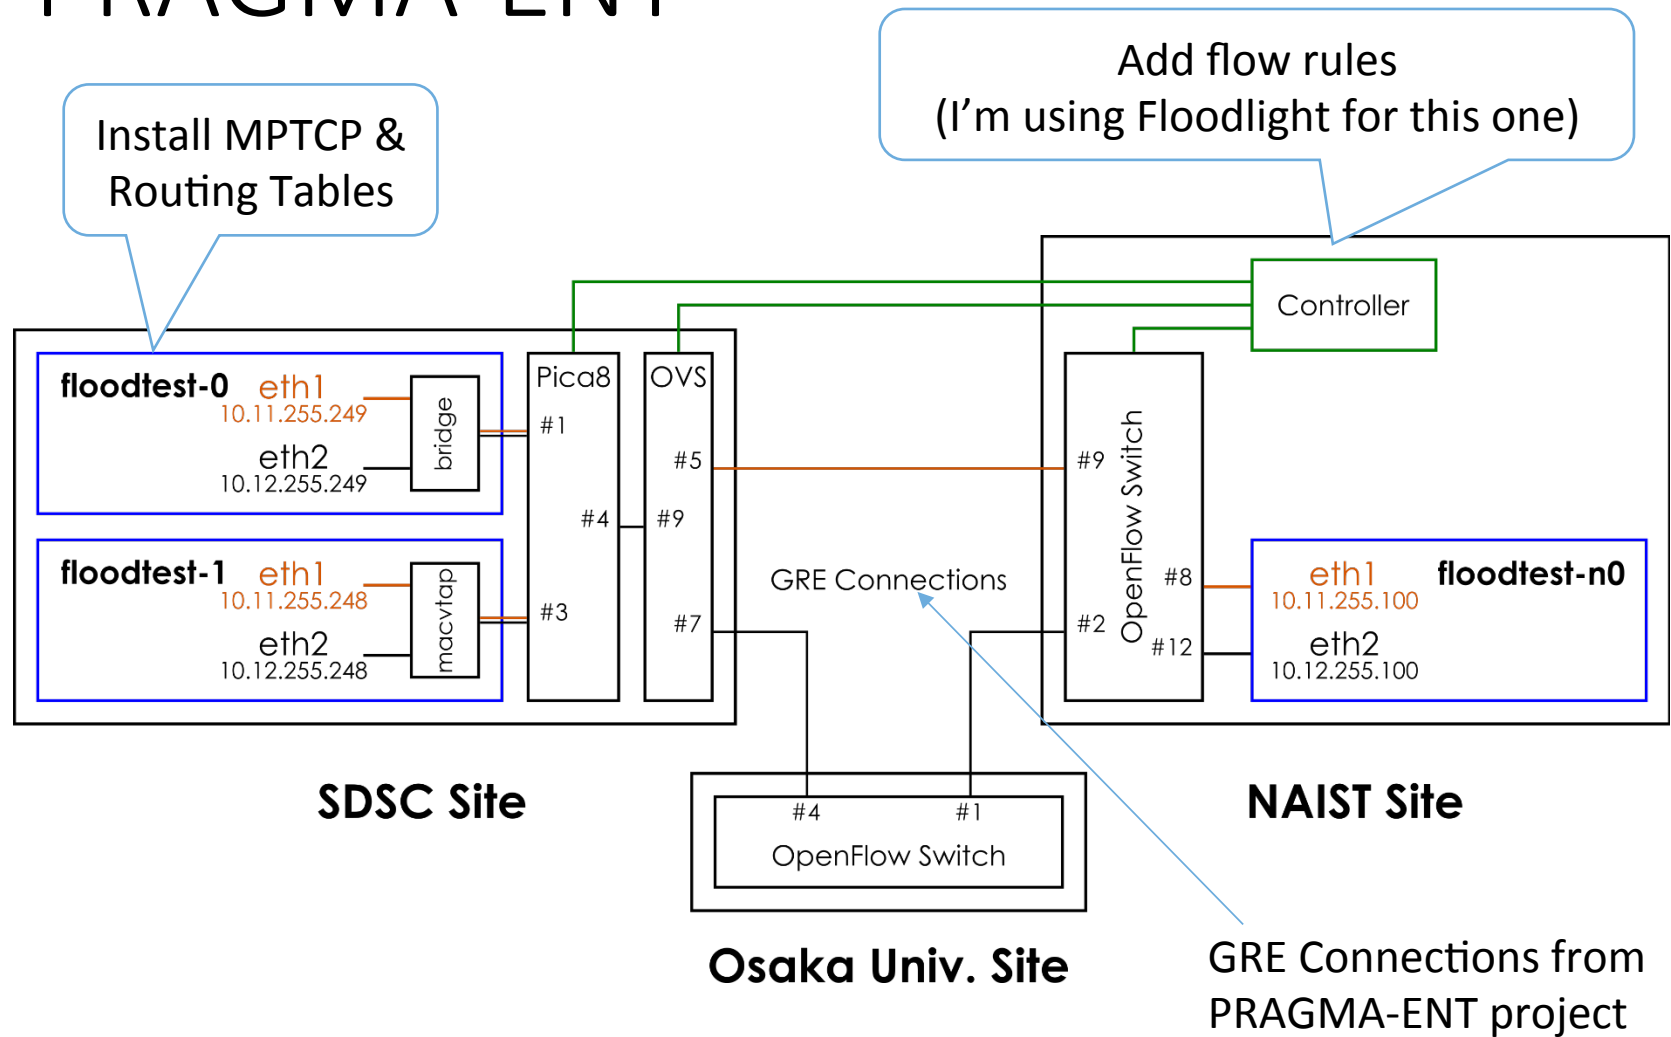 PRAGMA-ENT
Add flow rules
(I'm using Floodlight for this one)
Install MPTCP &
Routing Tables
Controller
floodtest-0
eth1
10.11.255.249
eth2
10.12.255.249
bridge
Pica8
#1
#4
#3
OVS
#5
#9
#7
floodtest-1
eth1
10.11.255.248
eth2
10.12.255.248
macvtap
GRE Connections
#9
#2
OpenFlow Switch
#8
#12
eth1
10.11.255.100
eth2
10.12.255.100
floodtest-n0
SDSC Site
NAIST Site
#4
#1
OpenFlow Switch
Osaka Univ. Site
GRE Connections from
PRAGMA-ENT project